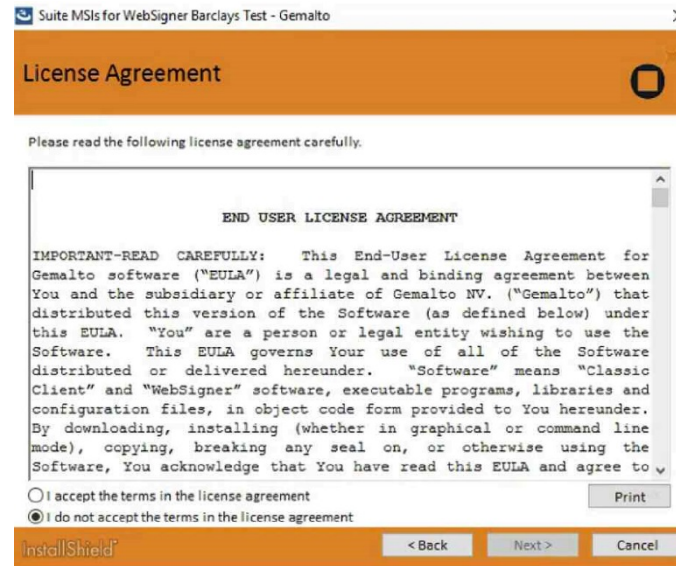 Suite MSIs for WebSigner Barclays Test - Gemalto
License Agreement
Please read the following license agreement carefully.
END USER LICENSE AGREEMENT
IMPORTANT-READ CAREFULLY: This End-User License Agreement for
Gemalto software (“EULA”) is a legal and binding agreement between
You and the subsidiary or affiliate of Gemalto NV. (“Gemalto”) that
distributed this version of the Software (as defined below) under
this EULA. “You” are a person or legal entity wishing to use the
Software. This EULA governs Your use of all of the Software
distributed or delivered hereunder. “Software” means “Classic
Client” and “WebSigner” software, executable programs, libraries and
configuration files, in object code form provided to You hereunder.
By downloading, installing (whether in graphical or command line
mode), copying, breaking any seal on, or otherwise using the
Software, You acknowledge that You have read this EULA and agree to
I accept the terms in the license agreement
Print
I do not accept the terms in the license agreement
InstallShield
< Back
Next >
Cancel